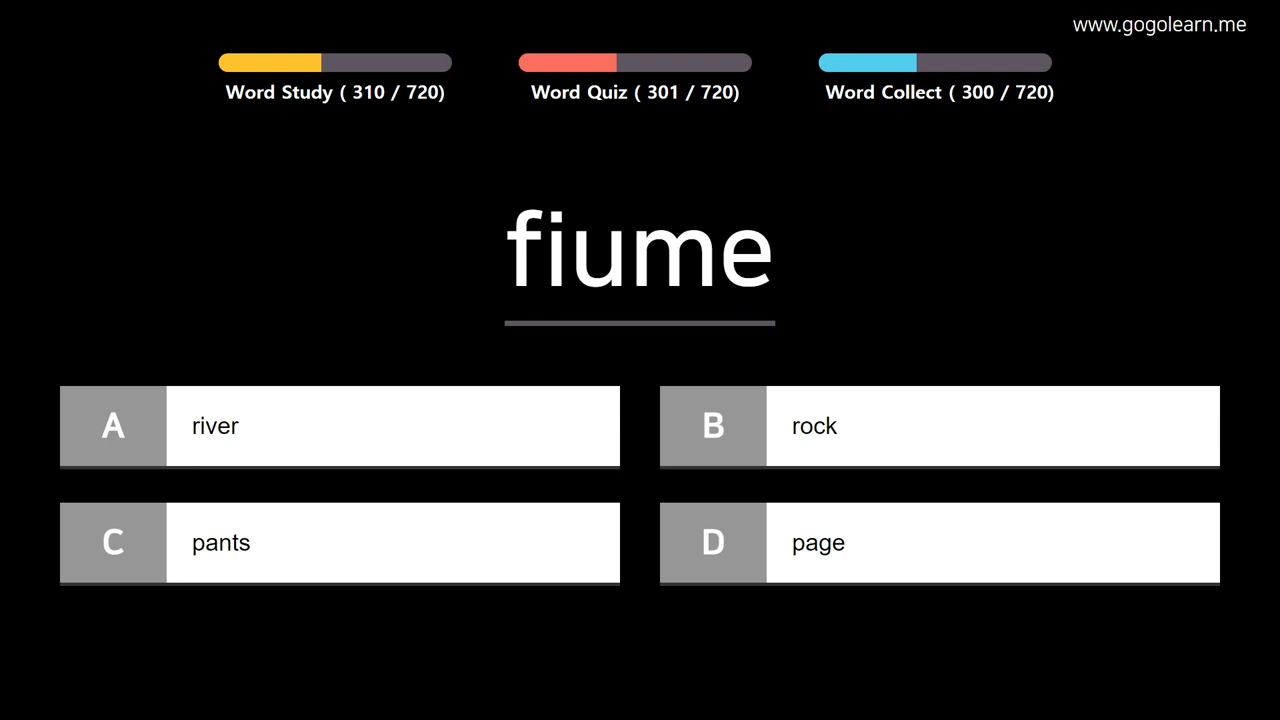 www.gogolearn.me
Word Study ( 310 / 720)
Word Quiz ( 301 / 720)
Word Collect ( 300 / 720)
fiume
A river
B rock
C pants
D page